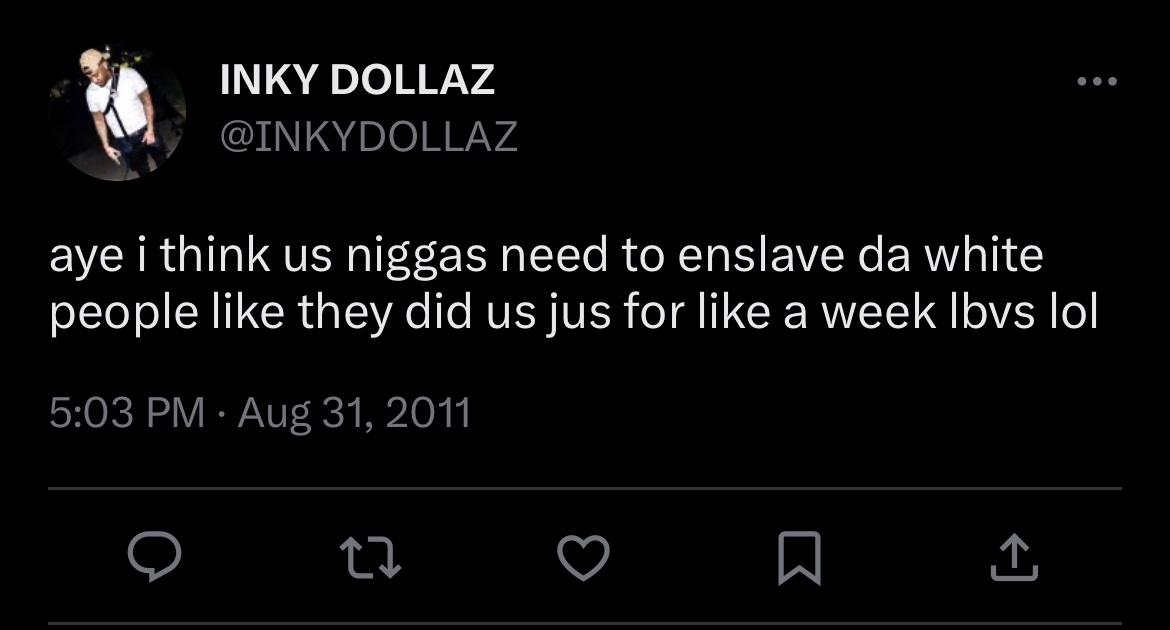 INKY DOLLAZ
@INKYDOLLAZ
aye i think us niggas need to enslave da white
people like they did us jus for like a week lbvs lol
5:03 PM · Aug 31, 2011